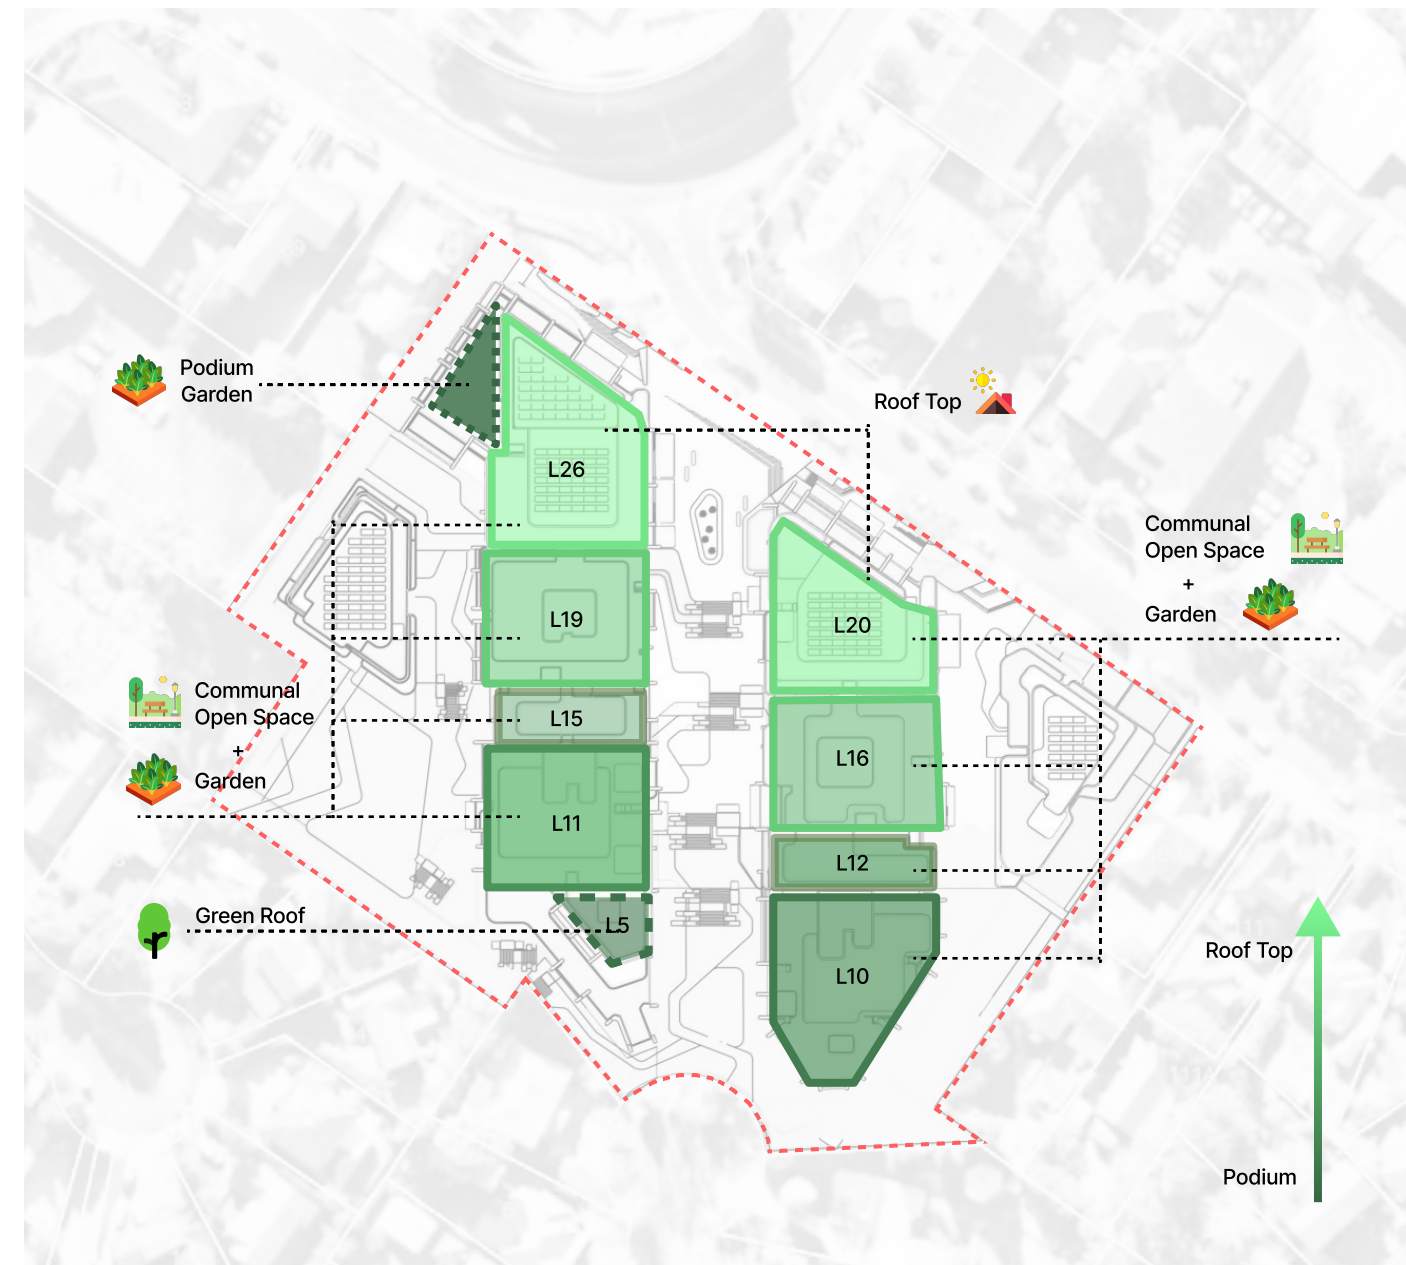 Podium
Garden
Roof Top
L26
Communal
Open Space
+
Garden
L19
L20
Communal
Open Space
+
Garden
L15
L16
L11
L12
Green Roof
L5
L10
Roof Top
Podium